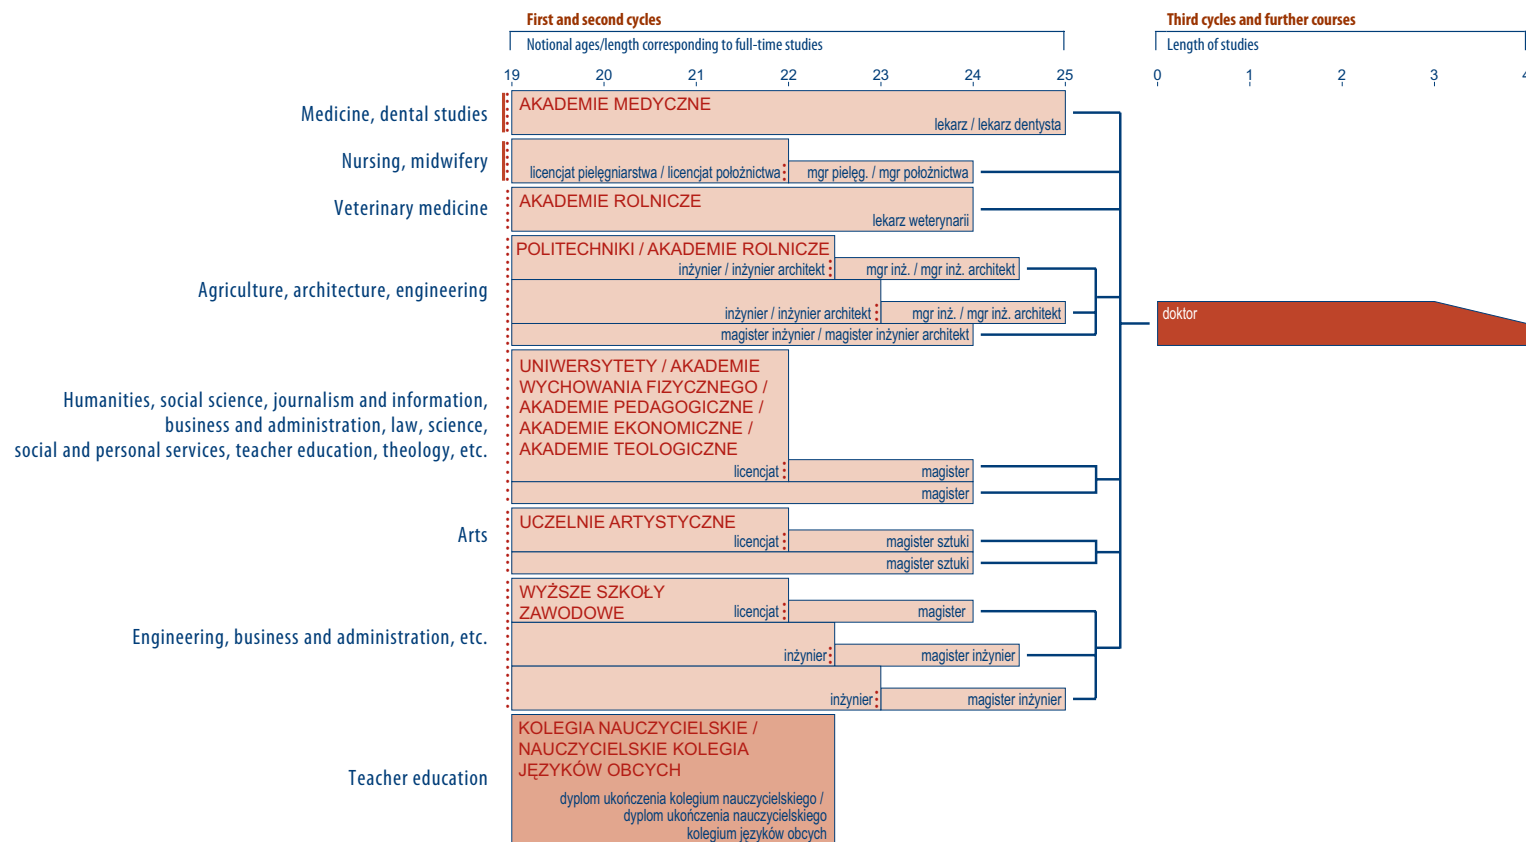 First and second cycles
Third cycles and further courses
Notional ages/length corresponding to full-time studies
Length of studies
19 20 21 22 23 24 25
0 1 2 3 4
Medicine, dental studies
AKADEMIE MEDYCZNE
lekarz / lekarz dentysta
Nursing, midwifery
licencjat pielęgniarstwa / licencjat położnictwa
mgr pielęg. / mgr położnictwa
Veterinary medicine
AKADEMIE ROLNICZE
lekarz weterynarii
Agriculture, architecture, engineering
POLITECHNIKI / AKADEMIE ROLNICZE
inżynier / inżynier architekt
mgr inż. / mgr inż. architekt
inżynier / inżynier architekt
mgr inż. / mgr inż. architekt
magister inżynier / magister inżynier architekt
doktor
Humanities, social science, journalism and information,
business and administration, law, science,
social and personal services, teacher education, theology, etc.
UNIWERSYTETY / AKADEMIE
WYCHOWANIA FIZYCZNEGO /
AKADEMIE PEDAGOGICZNE /
AKADEMIE EKONOMICZNE /
AKADEMIE TEOLOGICZNE
licencjat
magister
magister
Arts
UCZELNIE ARTYSTYCZNE
licencjat
magister sztuki
magister sztuki
Engineering, business and administration, etc.
WYŻSZE SZKOŁY
ZAWODOWE
licencjat
magister
inżynier
magister inżynier
inżynier
magister inżynier
Teacher education
KOLEGIA NAUCZYCIELSKIE /
NAUCZYCIELSKIE KOLEGIA
JĘZYKÓW OBCYCH
dyplom ukończenia kolegium nauczycielskiego /
dyplom ukończenia nauczycielskiego
kolegium języków obcych